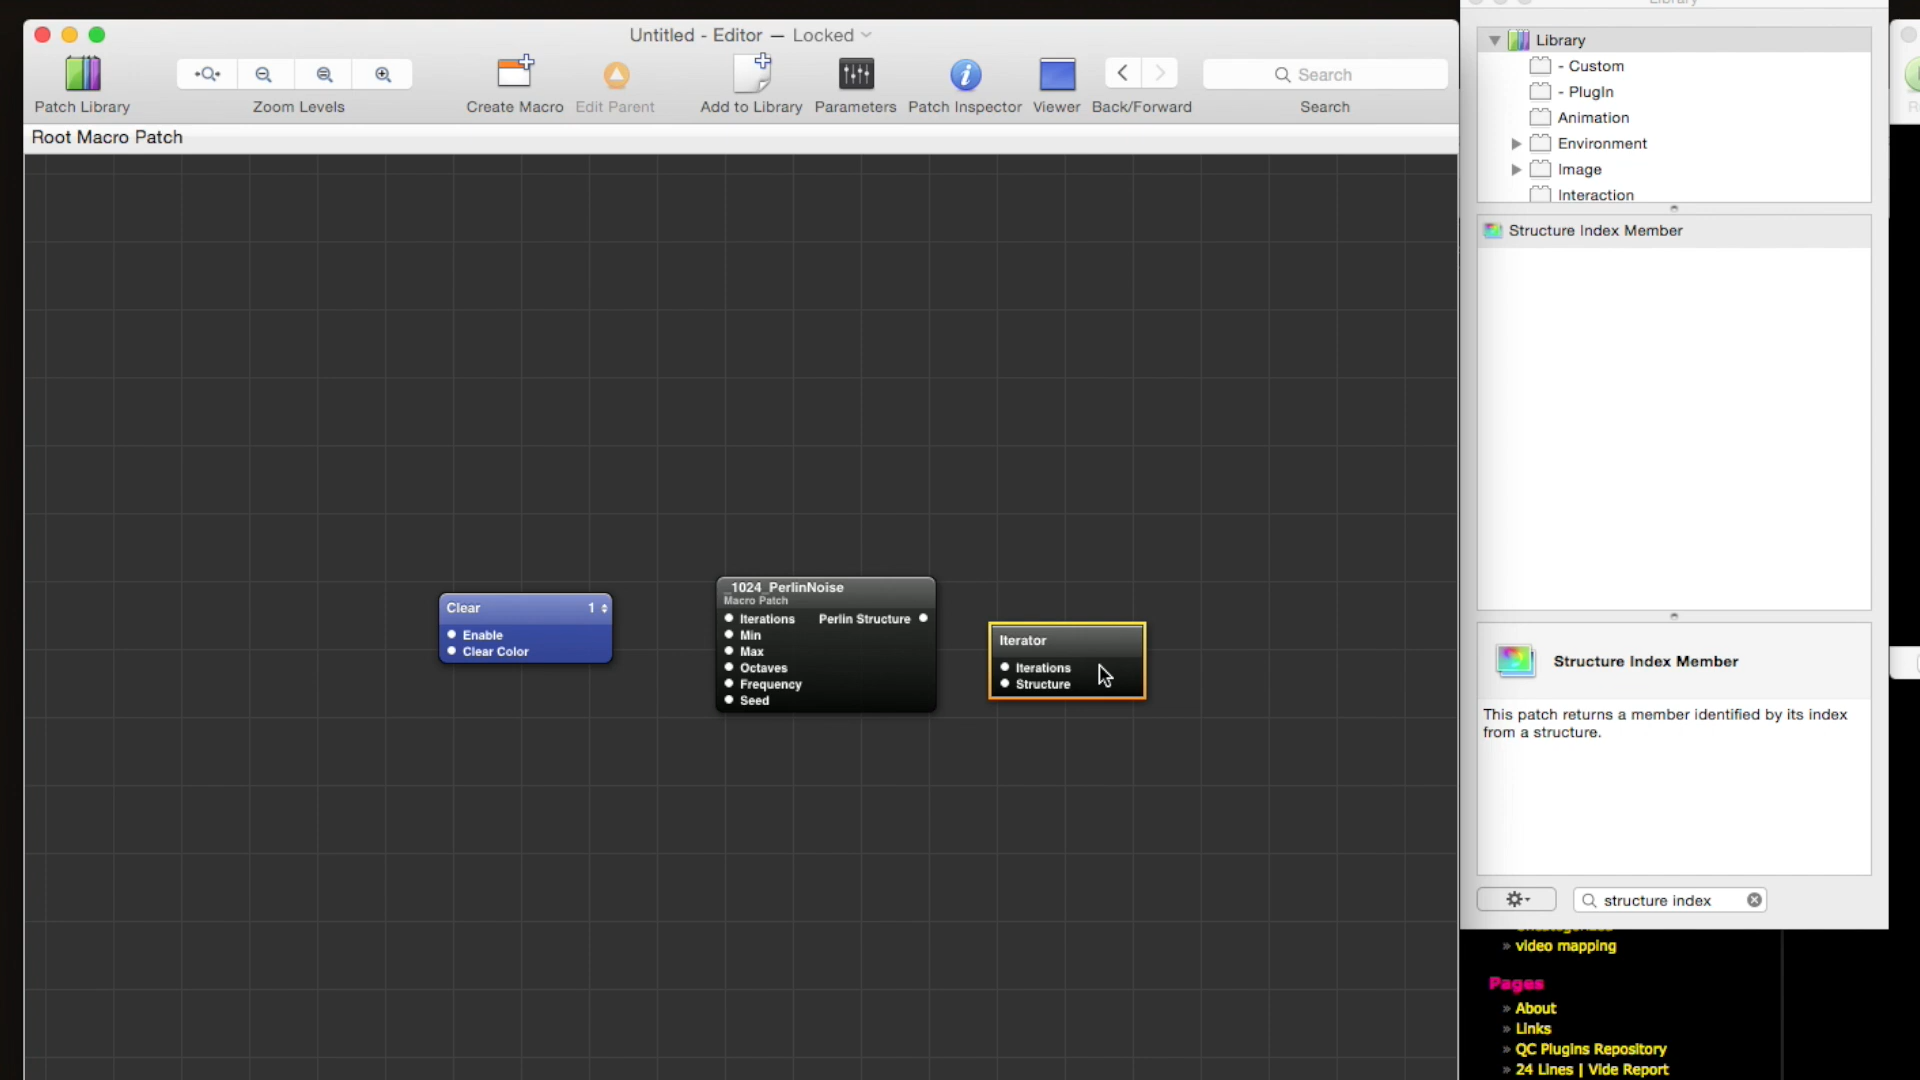 Untitled - Editor — Locked
Patch Library
Zoom Levels
Create Macro
Edit Parent
Add to Library
Parameters
Patch Inspector
Viewer
Back/Forward
Search
Search
Root Macro Patch
Clear 1
Enable
Clear Color
_1024_PerlinNoise
Macro Patch
Iterations Perlin Structure
Min
Max
Octaves
Frequency
Seed
Iterator
Iterations
Structure
Library
Library
- Custom
- PlugIn
Animation
Environment
Image
Interaction
Structure Index Member
Structure Index Member
This patch returns a member identified by its index
from a structure.
structure index
» video mapping
Pages
» About
» Links
» QC Plugins Repository
» 24 Lines | Vide Report